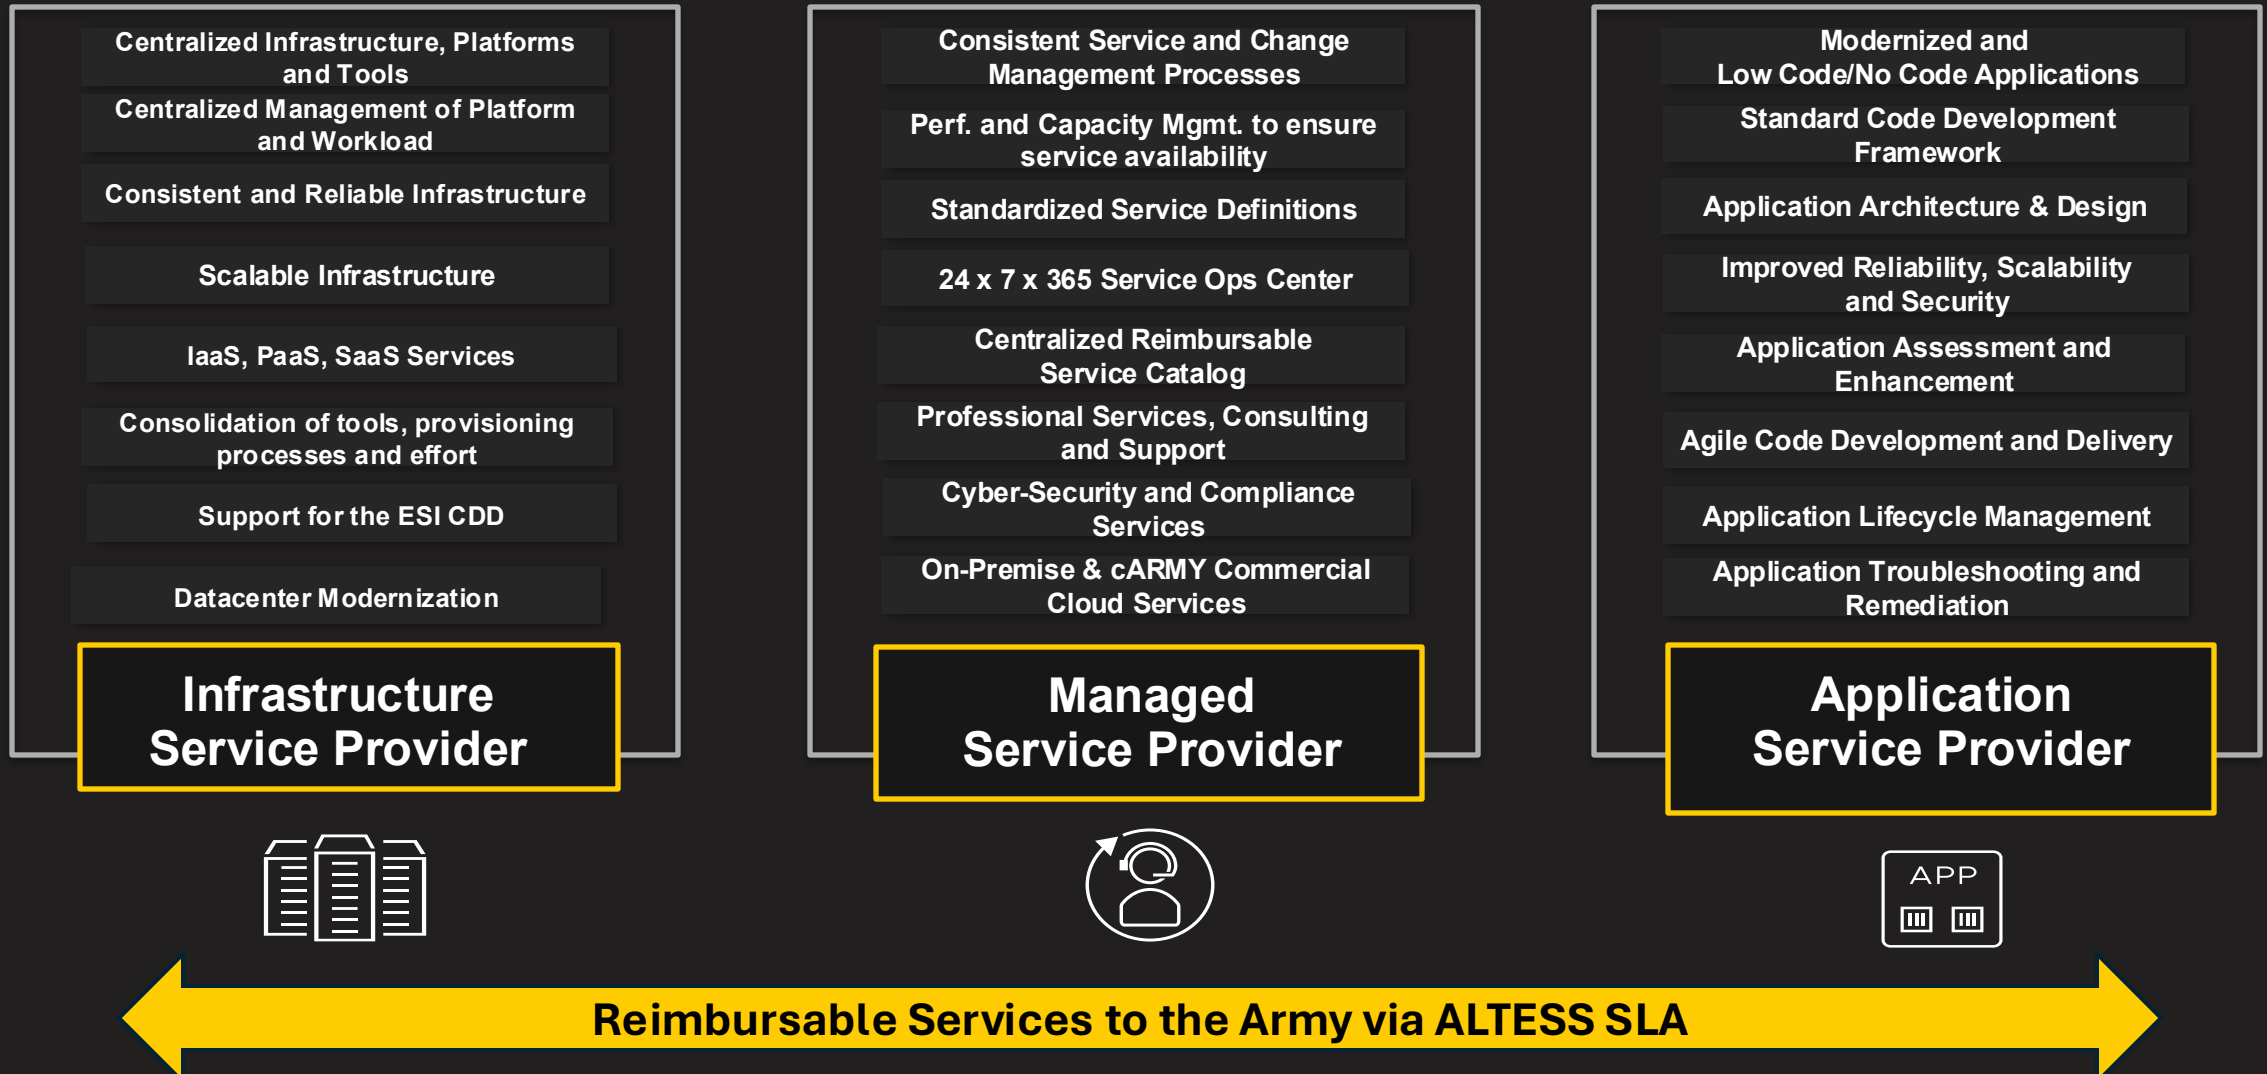 Centralized Infrastructure, Platforms
and Tools
Centralized Management of Platform
and Workload
Consistent and Reliable Infrastructure
Scalable Infrastructure
IaaS, PaaS, SaaS Services
Consolidation of tools, provisioning
processes and effort
Support for the ESI CDD
Datacenter Modernization
Infrastructure
Service Provider
Consistent Service and Change
Management Processes
Perf. and Capacity Mgmt. to ensure
service availability
Standardized Service Definitions
24 x 7 x 365 Service Ops Center
Centralized Reimbursable
Service Catalog
Professional Services, Consulting
and Support
Cyber-Security and Compliance
Services
On-Premise & cARMY Commercial
Cloud Services
Managed
Service Provider
Modernized and
Low Code/No Code Applications
Standard Code Development
Framework
Application Architecture & Design
Improved Reliability, Scalability
and Security
Application Assessment and
Enhancement
Agile Code Development and Delivery
Application Lifecycle Management
Application Troubleshooting and
Remediation
Application
Service Provider
APP
Reimbursable Services to the Army via ALTESS SLA